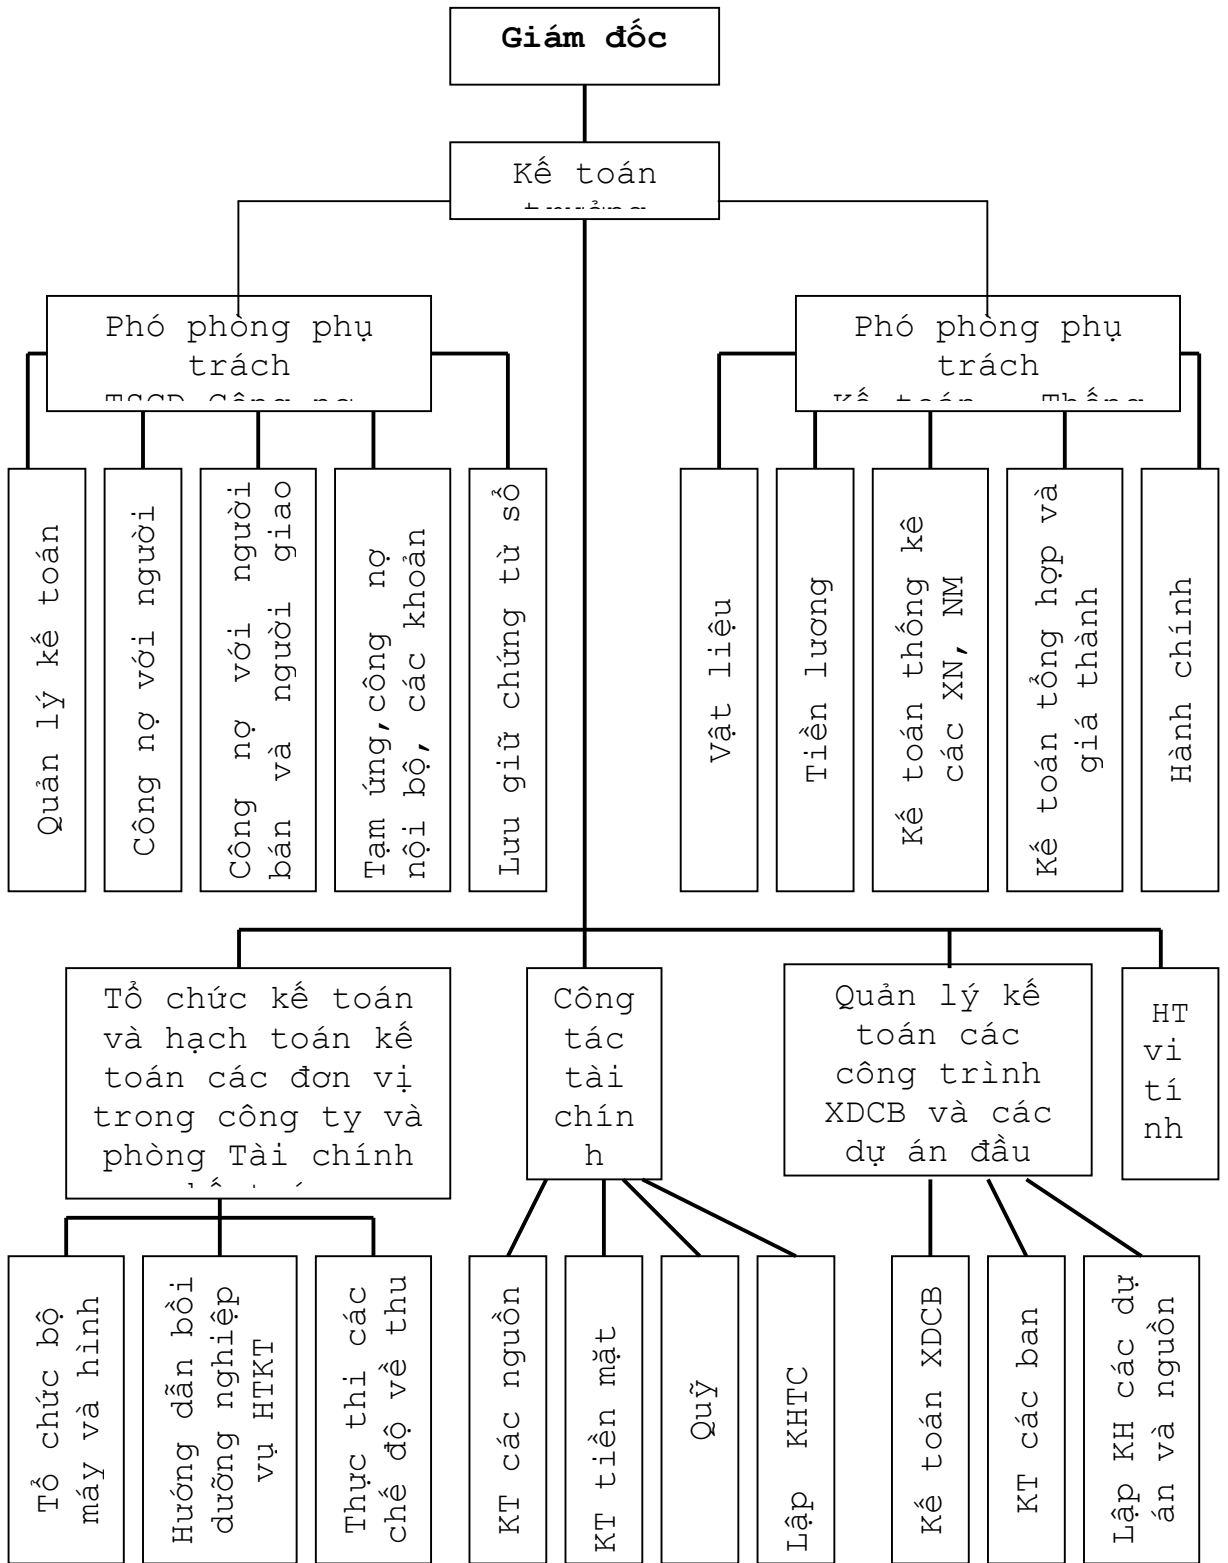 Giám đốc
Kế toán
trưởng
Phó phòng phụ
trách
TSCD Công nợ
Phó phòng phụ
trách
Kế toán - Thống
Quản lý kế toán
Công nợ với người
Công nợ với người
bán và người giao
Tạm ứng,công nợ
nội bộ, các khoản
Lưu giữ chứng từ sổ
Vật liệu
Tiền lương
Kế toán thống kê
các XN, NM
Kế toán tổng hợp và
giá thành
Hành chính
Tổ chức kế toán
và hạch toán kế
toán các đơn vị
trong công ty và
phòng Tài chính
Công
tác
tài
chín
h
Quản lý kế
toán các
công trình
XDCB và các
dự án đầu
HT
vi
tí
nh
Tổ chức bộ
máy và hình
Hướng dẫn bồi
dưỡng nghiệp
vụ HTKT
Thực thi các
chế độ về thu
KT các nguồn
KT tiền mặt
Quỹ
Lập KHTC
Kế toán XDCB
KT các ban
Lập KH các dự
án và nguồn